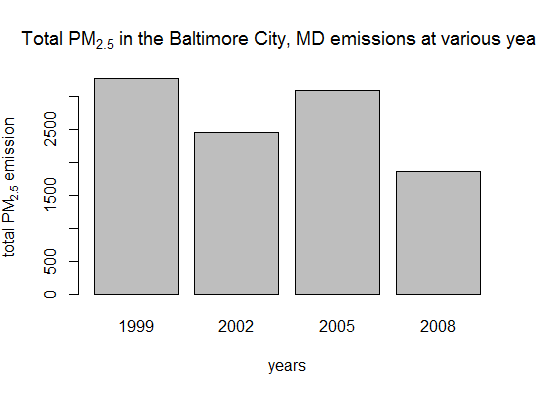 Total PM2.5 in the Baltimore City, MD emissions at various yea
total PM2.5 emission
2500
1500
500
0
1999 2002 2005 2008
years